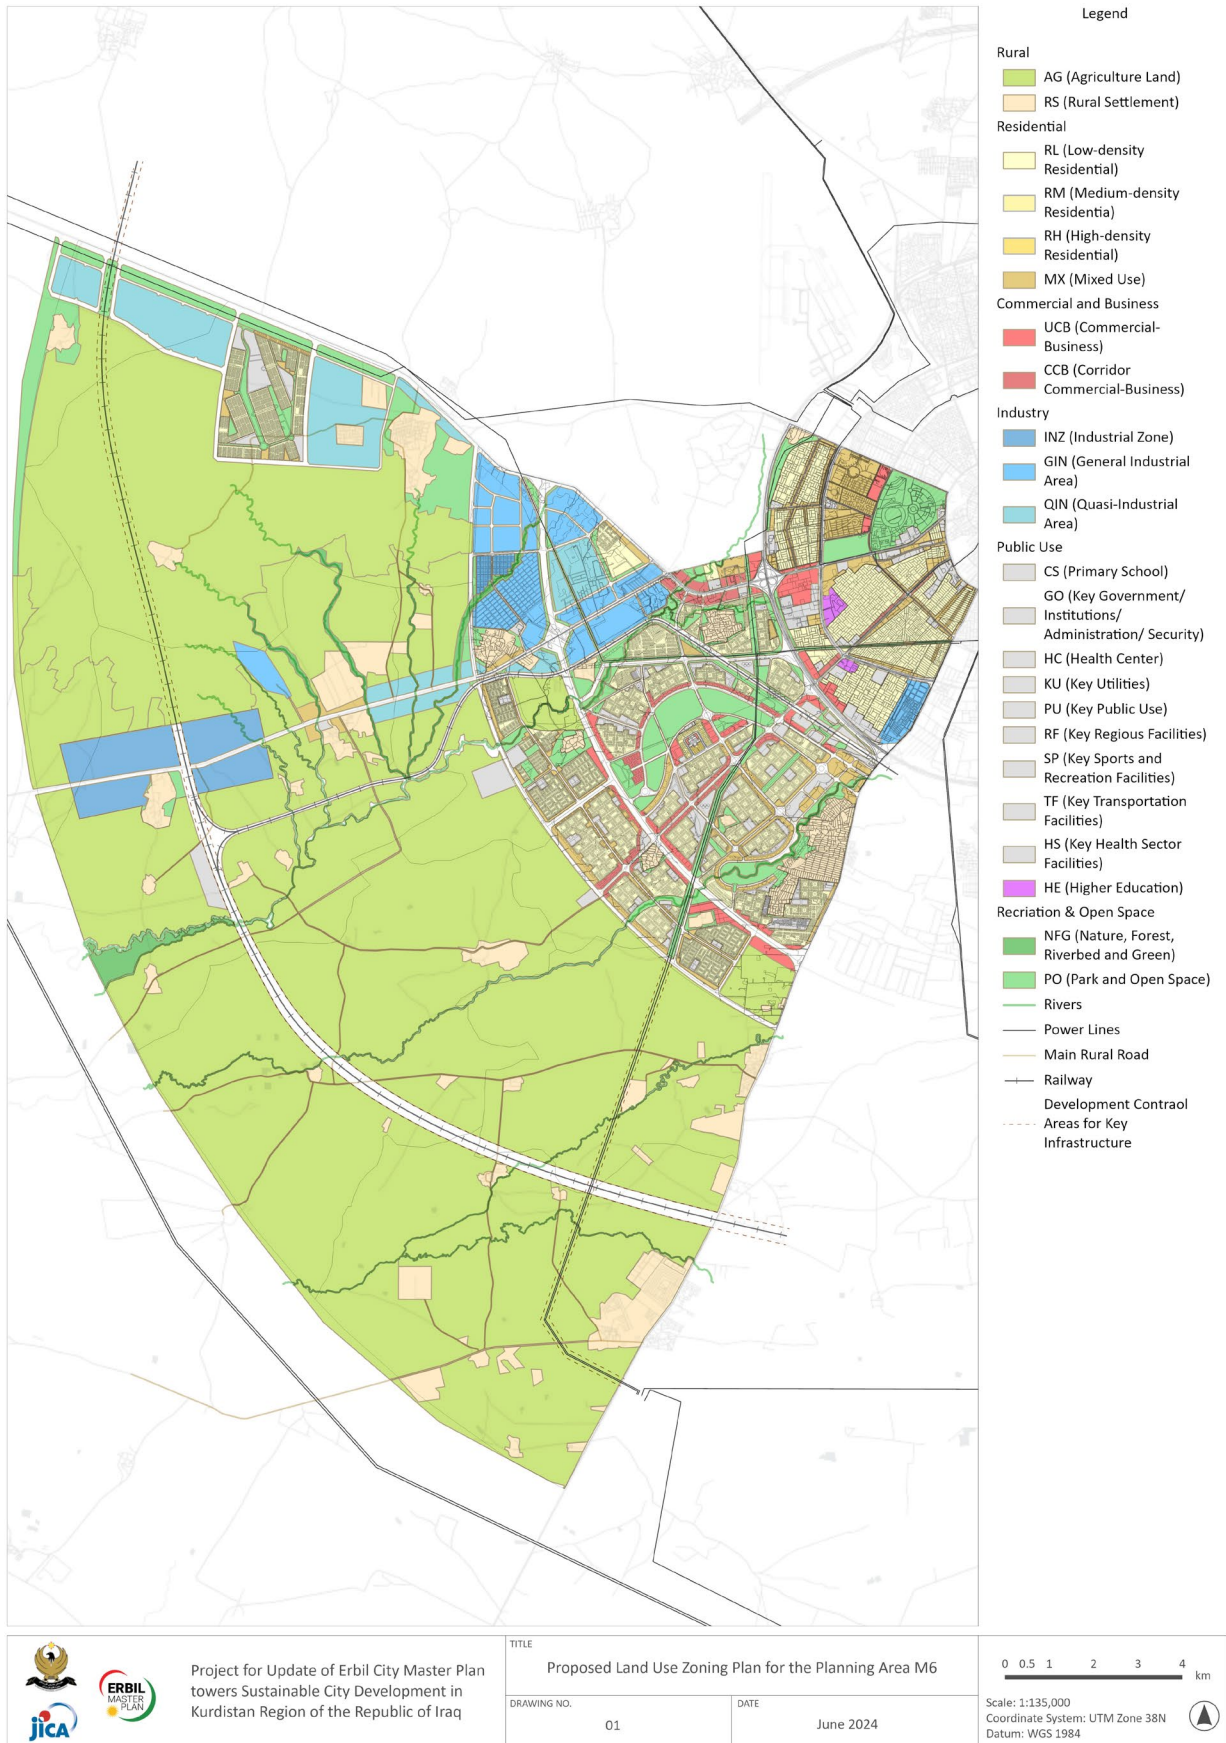 Legend
Rural
AG (Agriculture Land)
RS (Rural Settlement)
Residential
RL (Low-density
Residential)
RM (Medium-density
Residentia)
RH (High-density
Residential)
MX (Mixed Use)
Commercial and Business
UCB (Commercial-
Business)
CCB (Corridor
Commercial-Business)
Industry
INZ (Industrial Zone)
GIN (General Industrial
Area)
QIN (Quasi-Industrial
Area)
Public Use
CS (Primary School)
GO (Key Government/
Institutions/
Administration/ Security)
HC (Health Center)
KU (Key Utilities)
PU (Key Public Use)
RF (Key Regious Facilities)
SP (Key Sports and
Recreation Facilities)
TF (Key Transportation
Facilities)
HS (Key Health Sector
Facilities)
HE (Higher Education)
Recriation & Open Space
NFG (Nature, Forest,
Riverbed and Green)
PO (Park and Open Space)
Rivers
Power Lines
Main Rural Road
Railway
Development Contraol
Areas for Key
Infrastructure
ERBIL
MASTER
PLAN
jICA
Project for Update of Erbil City Master Plan
towers Sustainable City Development in
Kurdistan Region of the Republic of Iraq
TITLE
Proposed Land Use Zoning Plan for the Planning Area M6
DRAWING NO.
01
DATE
June 2024
0 0.5 1 2 3 4
km
Scale: 1:135,000
Coordinate System: UTM Zone 38N
Datum: WGS 1984